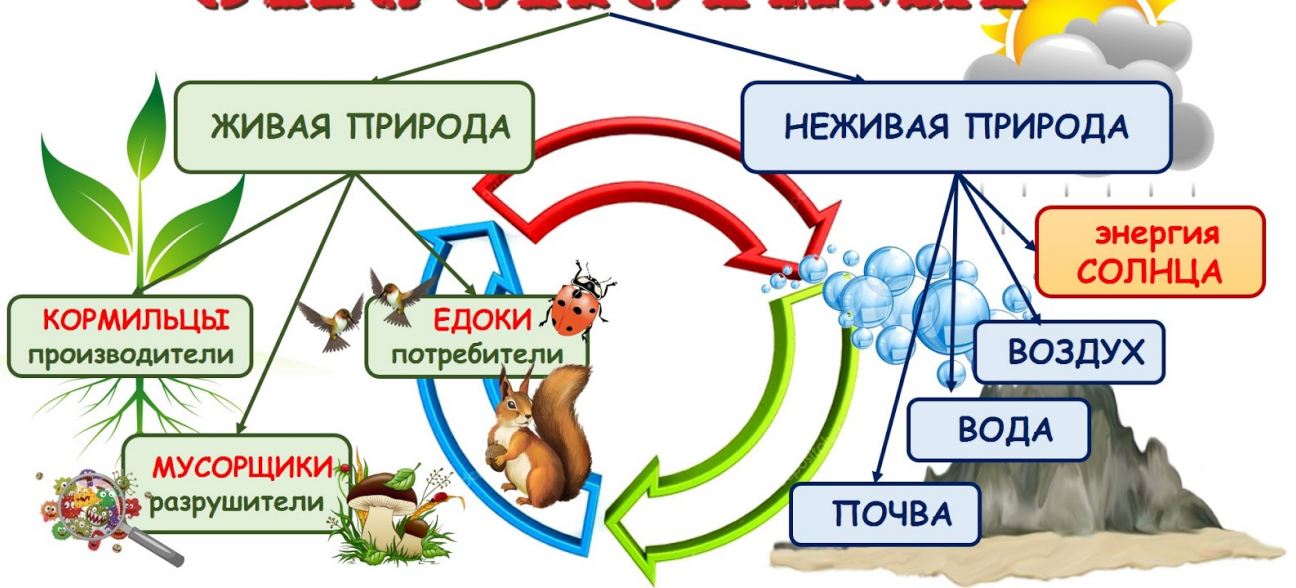 ЖИВАЯ ПРИРОДА
НЕЖИВАЯ ПРИРОДА
энергия
СОЛНЦА
КОРМИЛЬЦЫ
производители
ЕДОКИ
потребители
ВОЗДУХ
ВОДА
МУСОРЩИКИ
разрушители
ПОЧВА